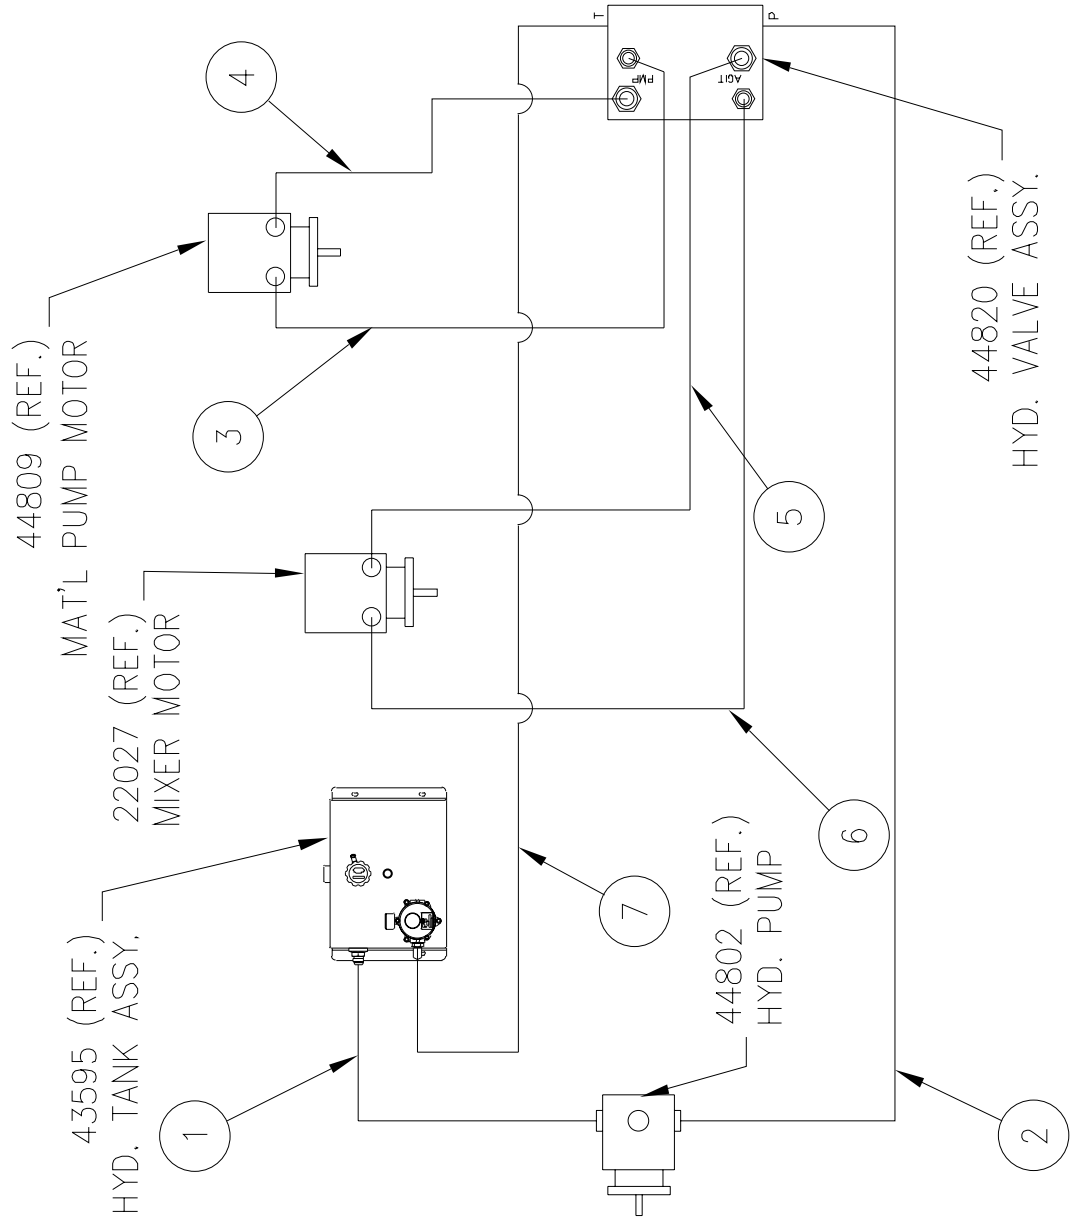 43595 (REF.)
HYD. TANK ASSY.
22027 (REF.)
MIXER MOTOR
44809 (REF.)
MAT'L PUMP MOTOR
1
3
4
6
7
5
2
44802 (REF.)
HYD. PUMP
44820 (REF.)
HYD. VALVE ASSY.
T
PMP
AGIT
P